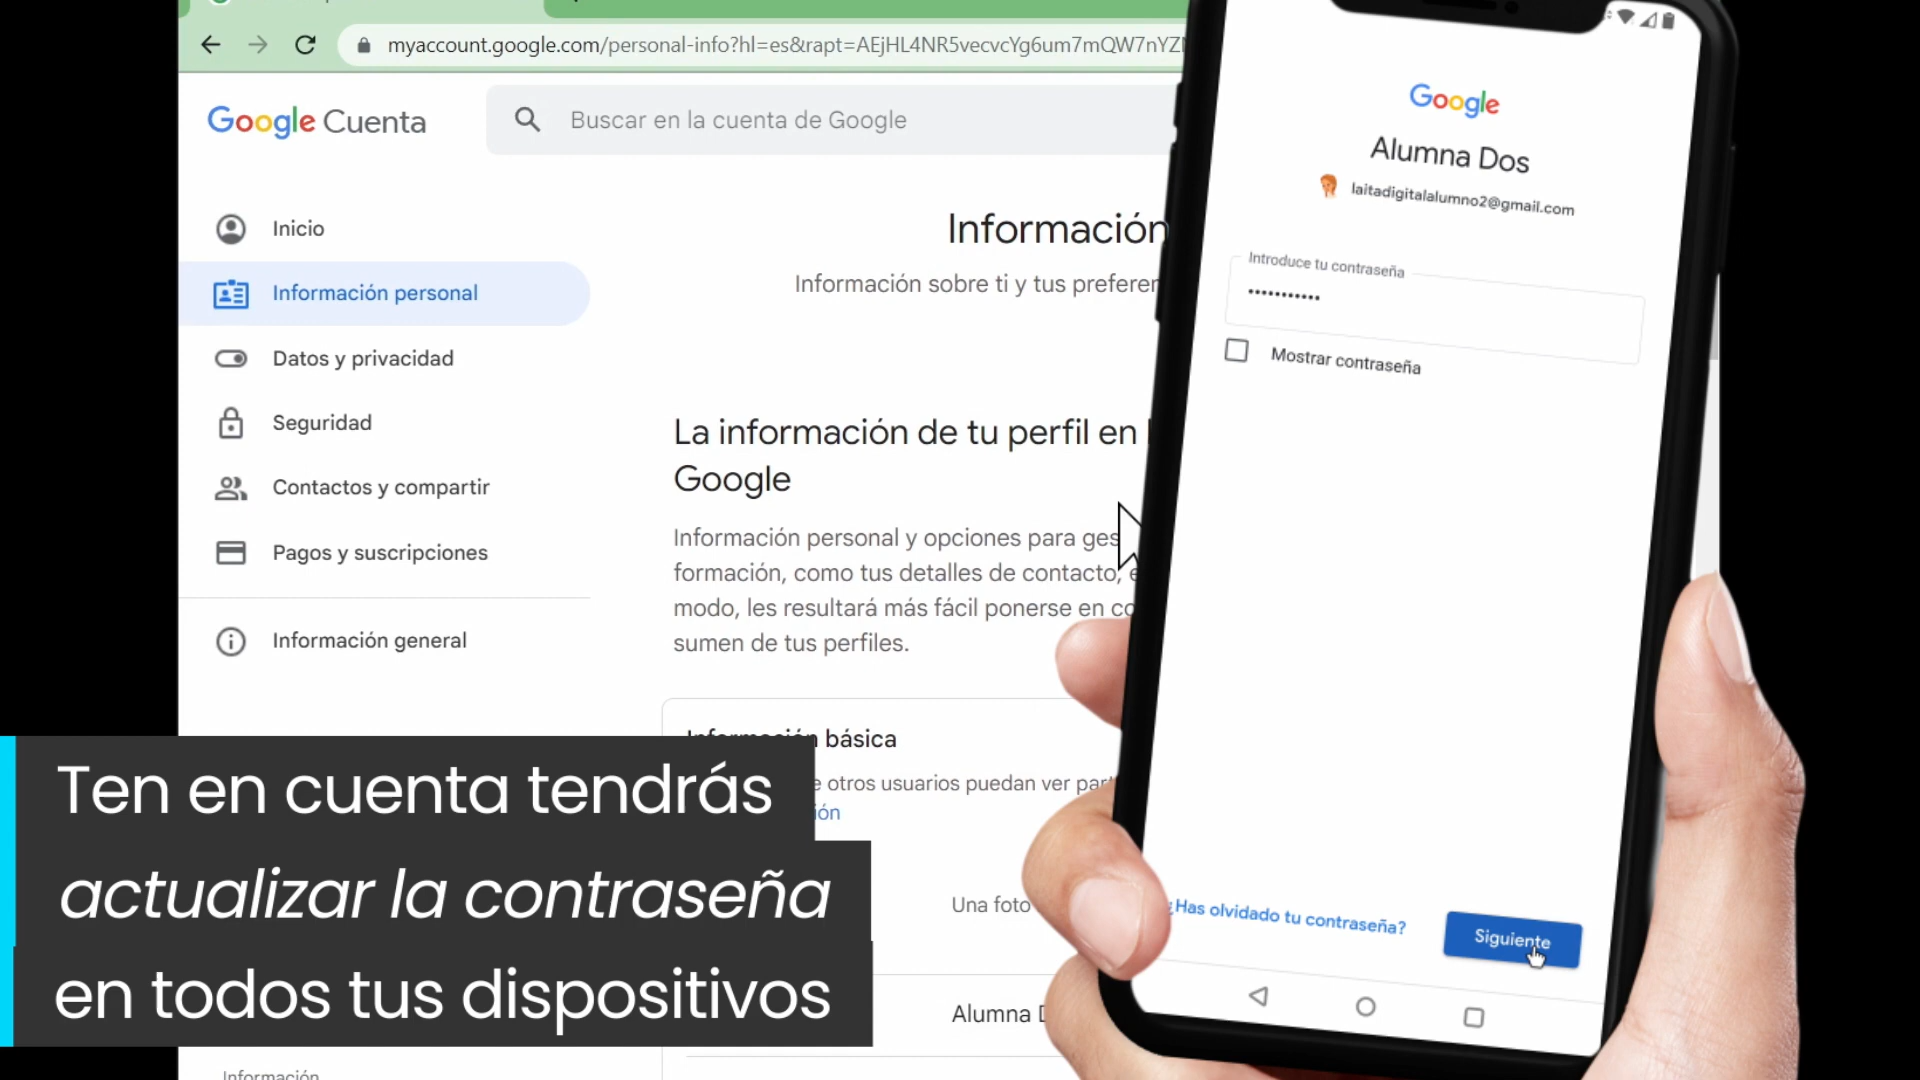 myaccount.google.com/personal-info?hl=es&rapt=AEjHL4NR5vecvcYg6um7mQW7nYZ
Google Cuenta
Buscar en la cuenta de Google
Inicio
Información personal
Datos y privacidad
Seguridad
Contactos y compartir
Pagos y suscripciones
Información general
Información
Información sobre ti y tus preferen
La información de tu perfil en
Google
Información personal y opciones para ges
formación, como tus detalles de contacto, e
modo, les resultará más fácil ponerse en co
sumen de tus perfiles.
Información básica
e otros usuarios puedan ver par
ión
Una foto
Alumna D
Información
Google
Alumna Dos
laitadigitalalumno2@gmail.com
Introduce tu contraseña
Mostrar contraseña
¿Has olvidado tu contraseña?
Siguiente
Ten en cuenta tendrás
actualizar la contraseña
en todos tus dispositivos